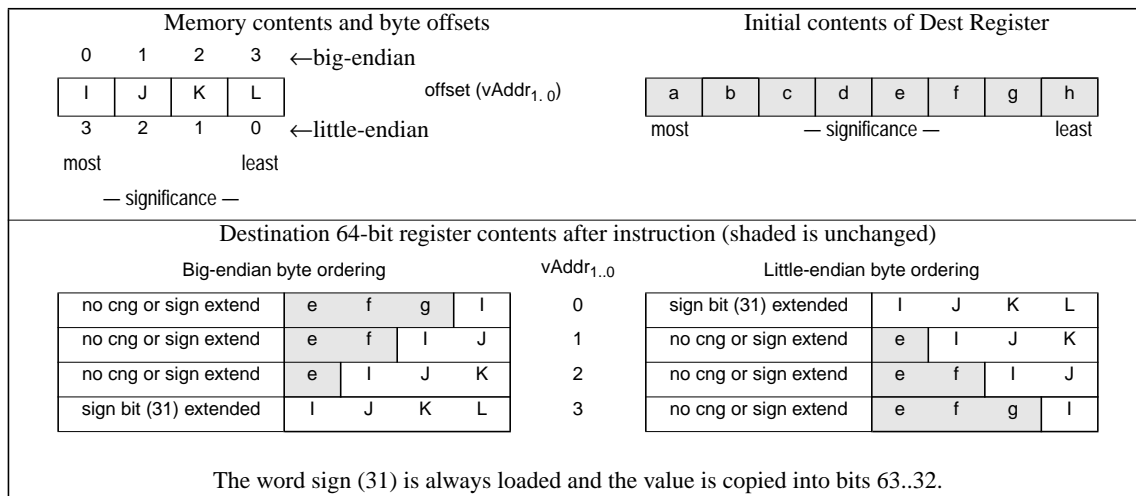 Memory contents and byte offsets
Initial contents of Dest Register
0 1 2 3 ←big-endian
I J K L offset (vAddr1. 0)
3 2 1 0 ←little-endian
most least
— significance —
a b c d e f g h
most — significance — least
Destination 64-bit register contents after instruction (shaded is unchanged)
Big-endian byte ordering vAddr1..0 Little-endian byte ordering
no cng or sign extend e f g I 0 sign bit (31) extended I J K L
no cng or sign extend e f I J 1 no cng or sign extend e I J K
no cng or sign extend e I J K 2 no cng or sign extend e f I J
sign bit (31) extended I J K L 3 no cng or sign extend e f g I
The word sign (31) is always loaded and the value is copied into bits 63..32.